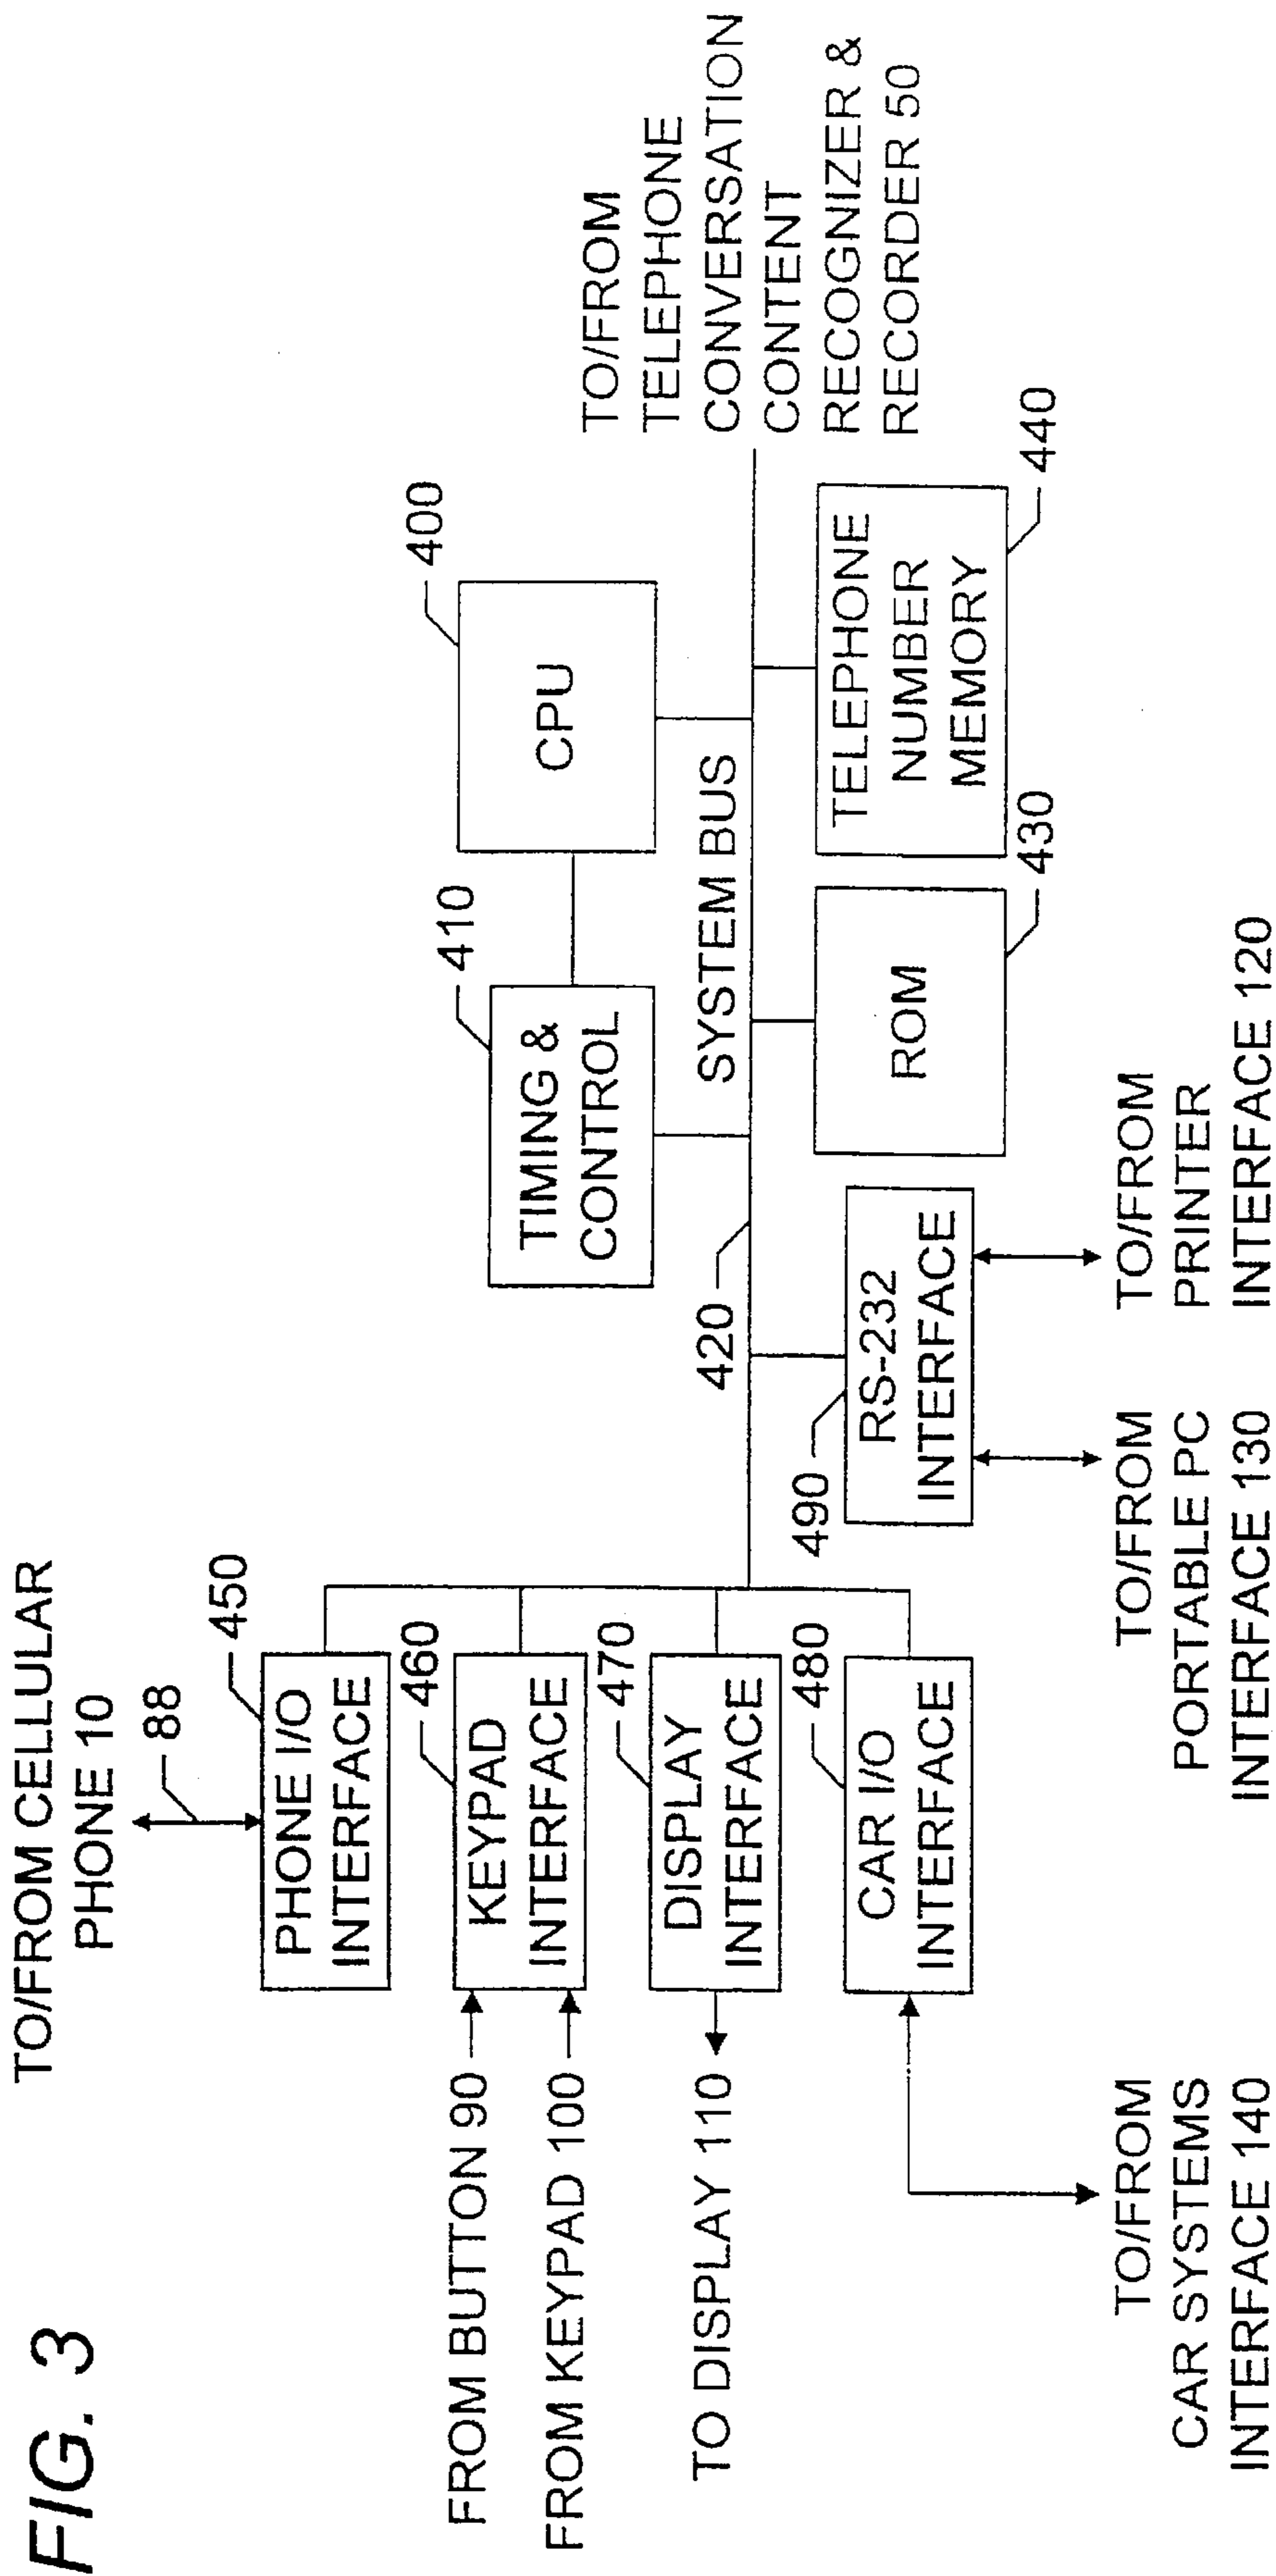 FIG. 3
TO/FROM CELLULAR
PHONE 10
88
450
PHONE I/O
INTERFACE
FROM BUTTON 90
FROM KEYPAD 100
460
KEYPAD
INTERFACE
TO DISPLAY 110
470
DISPLAY
INTERFACE
480
CAR I/O
INTERFACE
TO/FROM
CAR SYSTEMS
INTERFACE 140
410
TIMING &
CONTROL
400
CPU
420
SYSTEM BUS
TO/FROM
TELEPHONE
CONVERSATION
CONTENT
RECOGNIZER &
RECORDER 50
490
RS-232
INTERFACE
TO/FROM
PORTABLE PC
INTERFACE 130
TO/FROM
PRINTER
INTERFACE 120
ROM
430
TELEPHONE
NUMBER
MEMORY
440